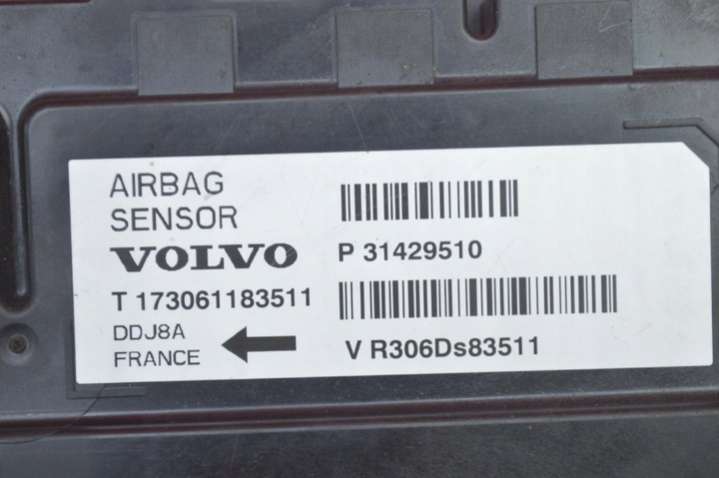 AIRBAG
SENSOR
VOLVO
T 173061183511
DDJ8A
FRANCE
P 31429510
V R306Ds83511